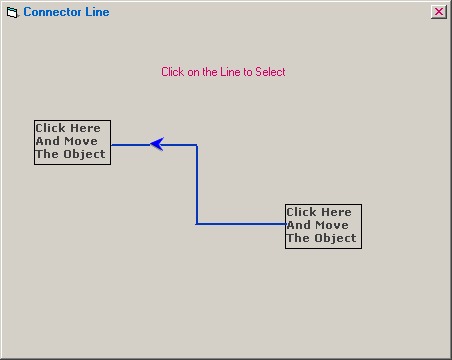 Connector Line
Click on the Line to Select
Click Here
And Move
The Object
Click Here
And Move
The Object